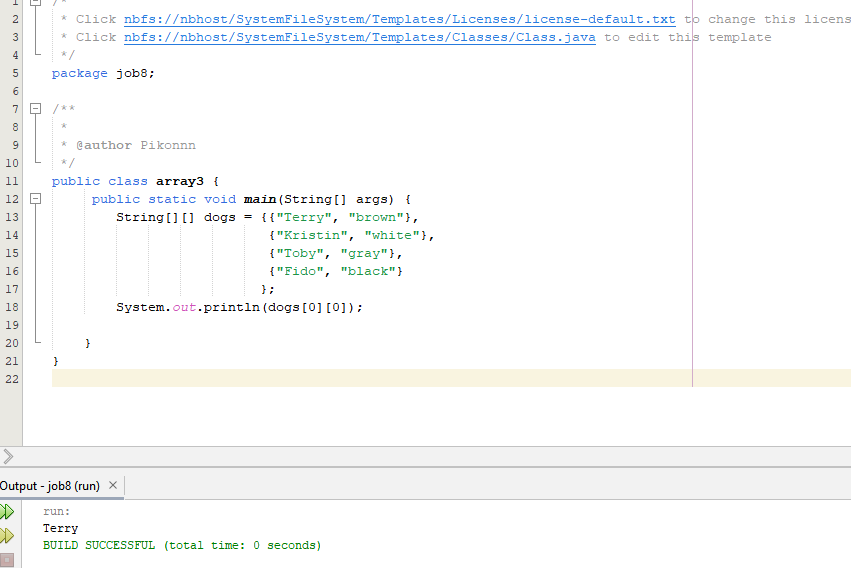 1 /*
2  * Click nbfs://nbhost/SystemFileSystem/Templates/Licenses/license-default.txt to change this licens
3  * Click nbfs://nbhost/SystemFileSystem/Templates/Classes/Class.java to edit this template
4  */
5 package job8;
6
7 /**
8  *
9  * @author Pikonnn
10  */
11 public class array3 {
12      public static void main(String[] args) {
13         String[][] dogs = {{"Terry", "brown"},
14                            {"Kristin", "white"},
15                            {"Toby", "gray"},
16                            {"Fido", "black"}
17                           };
18         System.out.println(dogs[0][0]);
19
20     }
21 }
22
Output - job8 (run) ×
run:
Terry
BUILD SUCCESSFUL (total time: 0 seconds)